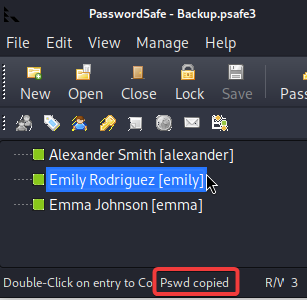 PasswordSafe - Backup.psafe3
File Edit View Manage Help
New Open Close Lock Save Pass
Alexander Smith [alexander]
Emily Rodriguez [emily]
Emma Johnson [emma]
Double-Click on entry to Co Pswd copied R/W 3